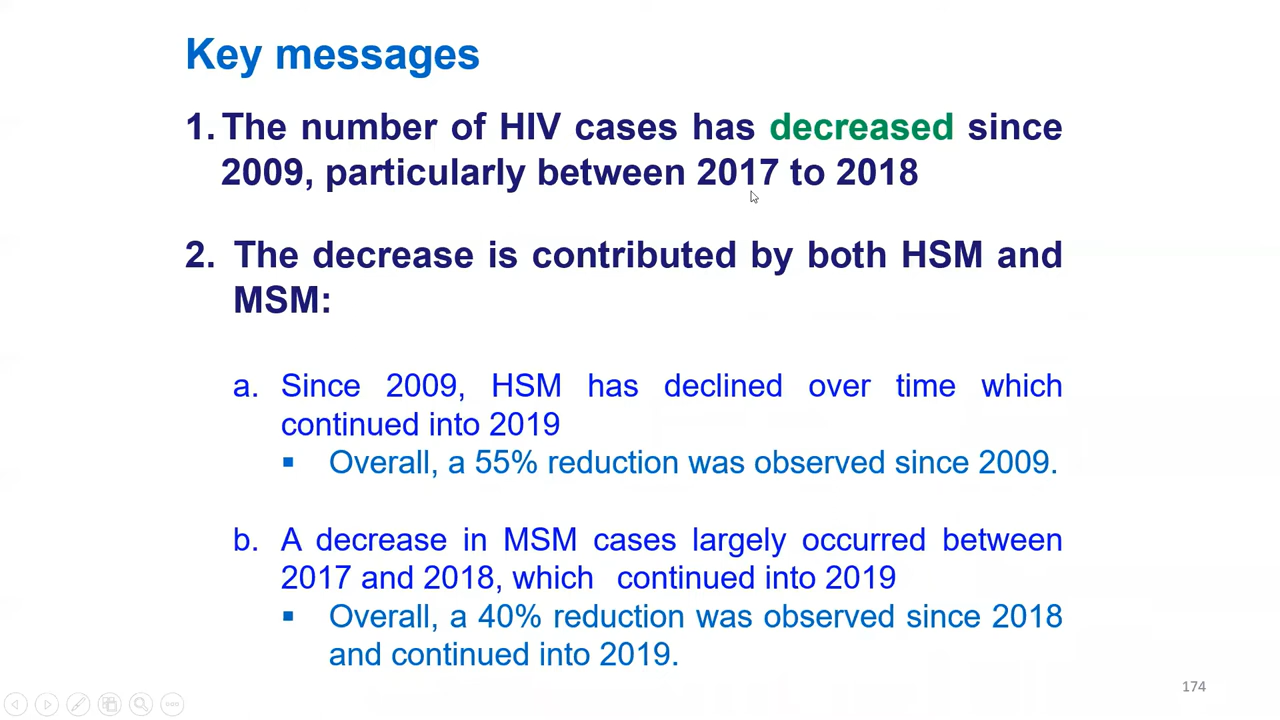 Key messages
1. The number of HIV cases has decreased since
2009, particularly between 2017 to 2018
2. The decrease is contributed by both HSM and
MSM:
a. Since 2009, HSM has declined over time which
continued into 2019
▪ Overall, a 55% reduction was observed since 2009.
b. A decrease in MSM cases largely occurred between
2017 and 2018, which continued into 2019
▪ Overall, a 40% reduction was observed since 2018
and continued into 2019.
174